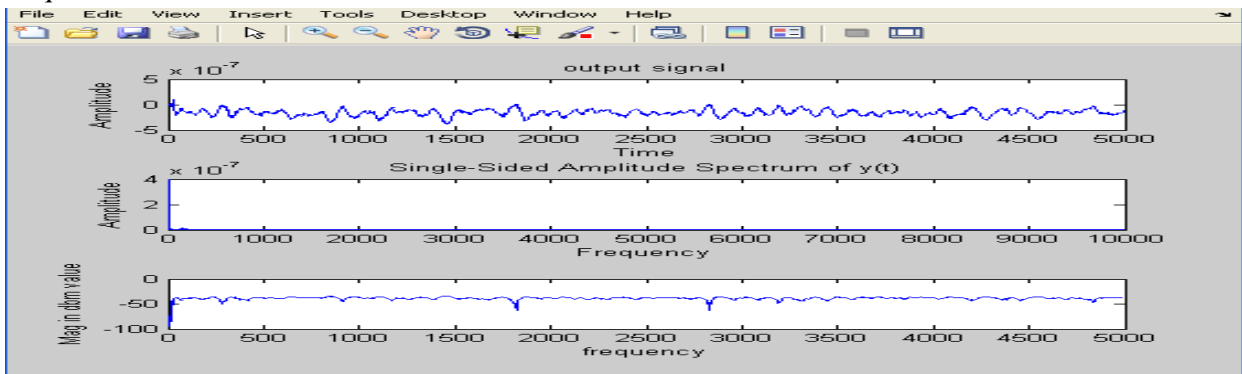 File Edit View Insert Tools Desktop Window Help
output signal
× 10-7
5
0
-5
Amplitude
0 500 1000 1500 2000 2500 3000 3500 4000 4500 5000
Time
Single-Sided Amplitude Spectrum of y(t)
× 10-7
4
2
0
Amplitude
0 1000 2000 3000 4000 5000 6000 7000 8000 9000 10000
Frequency
0
-50
-100
Mag in dbm value
0 500 1000 1500 2000 2500 3000 3500 4000 4500 5000
frequency